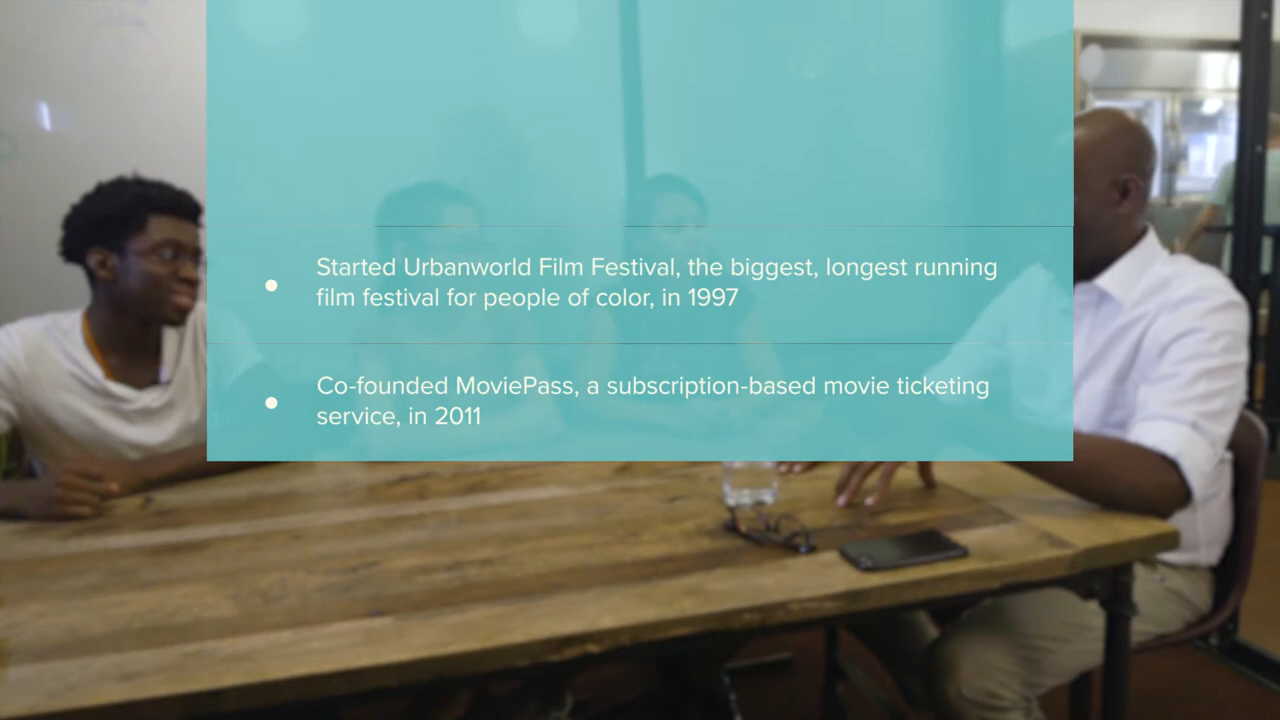 Started Urbanworld Film Festival, the biggest, longest running
film festival for people of color, in 1997
Co-founded MoviePass, a subscription-based movie ticketing
service, in 2011